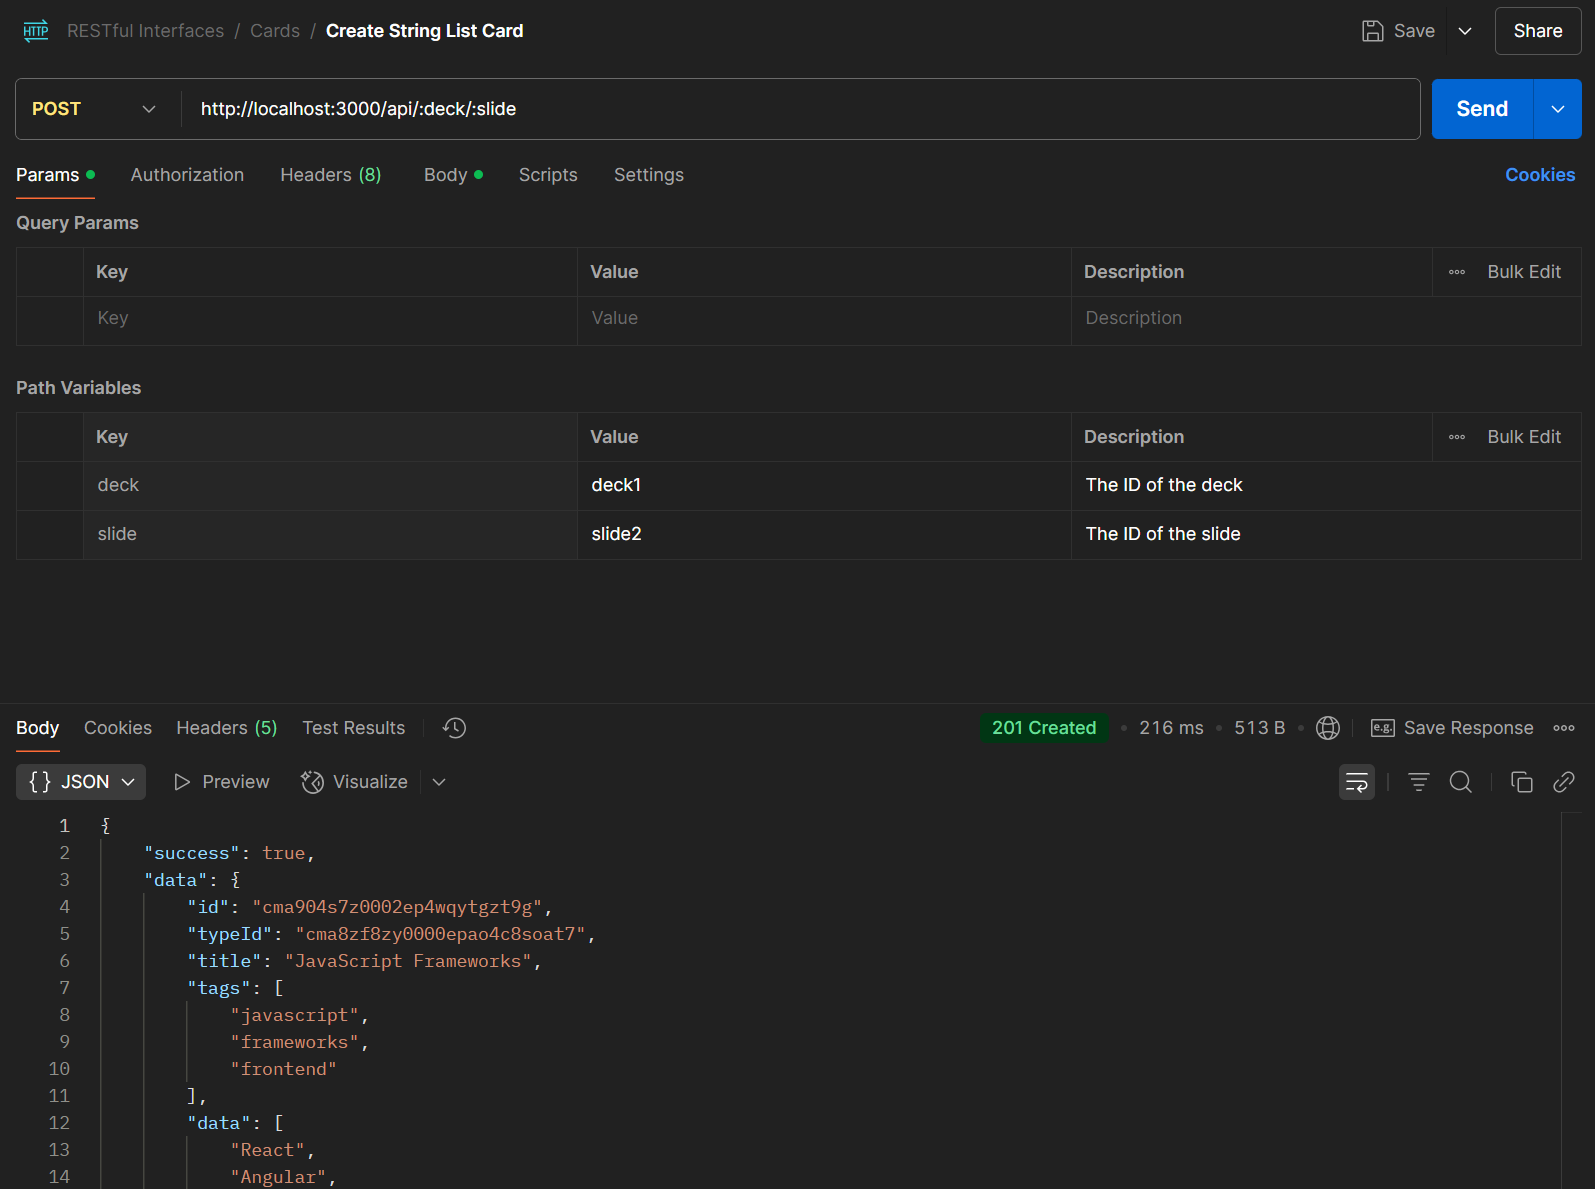 HTTP RESTful Interfaces / Cards / Create String List Card Save Share
POST http://localhost:3000/api/:deck/:slide Send
Params Authorization Headers (8) Body Scripts Settings Cookies
Query Params
Key Value Description Bulk Edit
Key Value Description
Path Variables
Key Value Description Bulk Edit
deck deck1 The ID of the deck
slide slide2 The ID of the slide
Body Cookies Headers (5) Test Results 201 Created • 216 ms • 513 B • e.g. Save Response
{} JSON Preview Visualize
1 {
2 "success": true,
3 "data": {
4 "id": "cma904s7z0002ep4wqytgzt9g",
5 "typeId": "cma8zf8zy0000epao4c8soat7",
6 "title": "JavaScript Frameworks",
7 "tags": [
8 "javascript",
9 "frameworks",
10 "frontend"
11 ],
12 "data": [
13 "React",
14 "Angular",